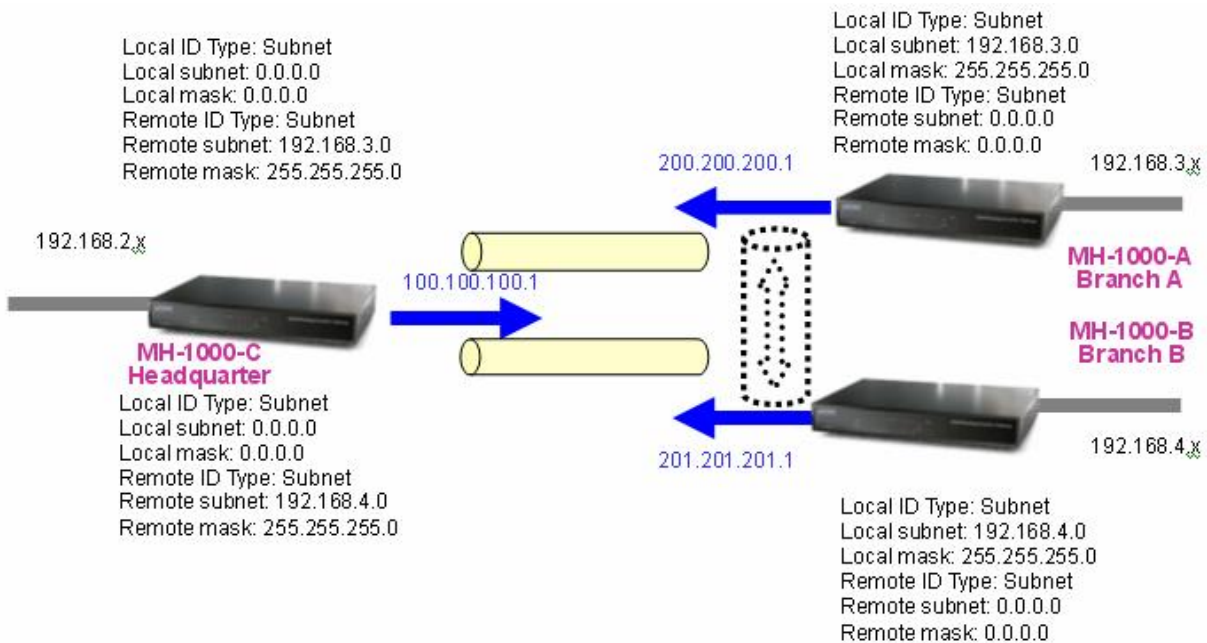 Local ID Type: Subnet
Local subnet: 0.0.0.0
Local mask: 0.0.0.0
Remote ID Type: Subnet
Remote subnet: 192.168.3.0
Remote mask: 255.255.255.0
Local ID Type: Subnet
Local subnet: 192.168.3.0
Local mask: 255.255.255.0
Remote ID Type: Subnet
Remote subnet: 0.0.0.0
Remote mask: 0.0.0.0
200.200.200.1
192.168.3.x
192.168.2.x
100.100.100.1
MH-1000-A
Branch A
MH-1000-C
Headquarter
MH-1000-B
Branch B
Local ID Type: Subnet
Local subnet: 0.0.0.0
Local mask: 0.0.0.0
Remote ID Type: Subnet
Remote subnet: 192.168.4.0
Remote mask: 255.255.255.0
201.201.201.1
192.168.4.x
Local ID Type: Subnet
Local subnet: 192.168.4.0
Local mask: 255.255.255.0
Remote ID Type: Subnet
Remote subnet: 0.0.0.0
Remote mask: 0.0.0.0